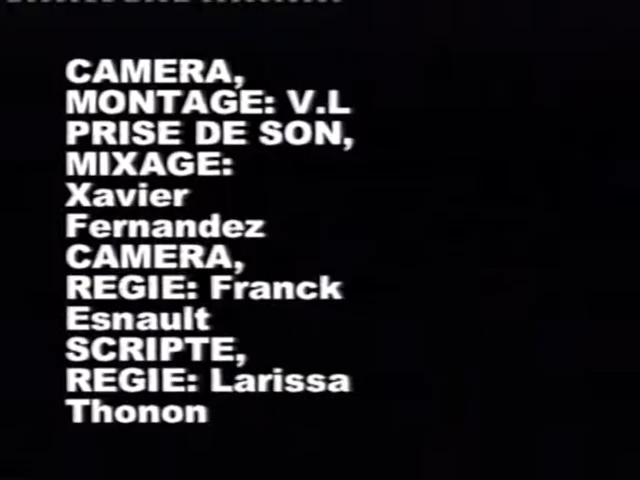 CAMERA,
MONTAGE: V.L
PRISE DE SON,
MIXAGE:
Xavier
Fernandez
CAMERA,
REGIE: Franck
Esnault
SCRIPTE,
REGIE: Larissa
Thonon